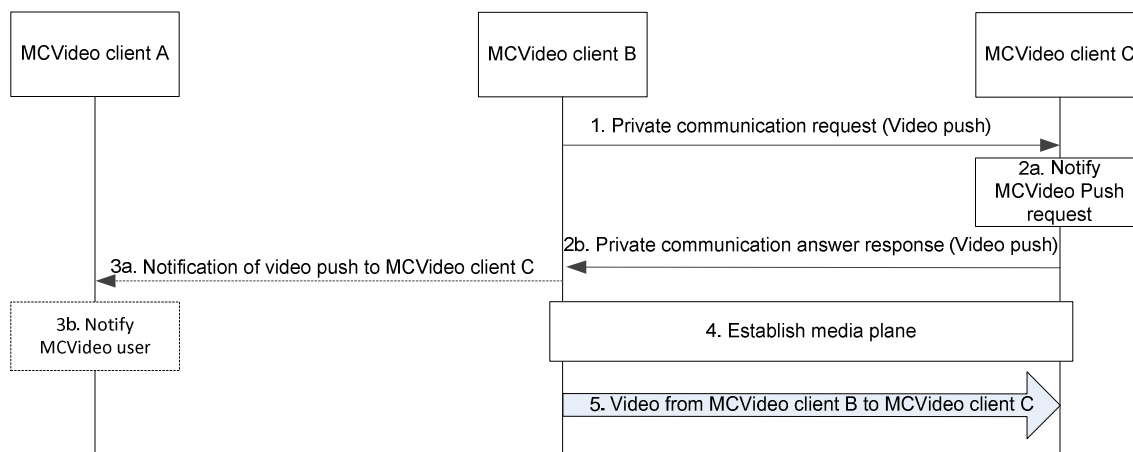 MCVideo client A
MCVideo client B
MCVideo client C
1. Private communication request (Video push)
2a. Notify
MCVideo Push
request
2b. Private communication answer response (Video push)
3a. Notification of video push to MCVideo client C
3b. Notify
MCVideo user
4. Establish media plane
5. Video from MCVideo client B to MCVideo client C